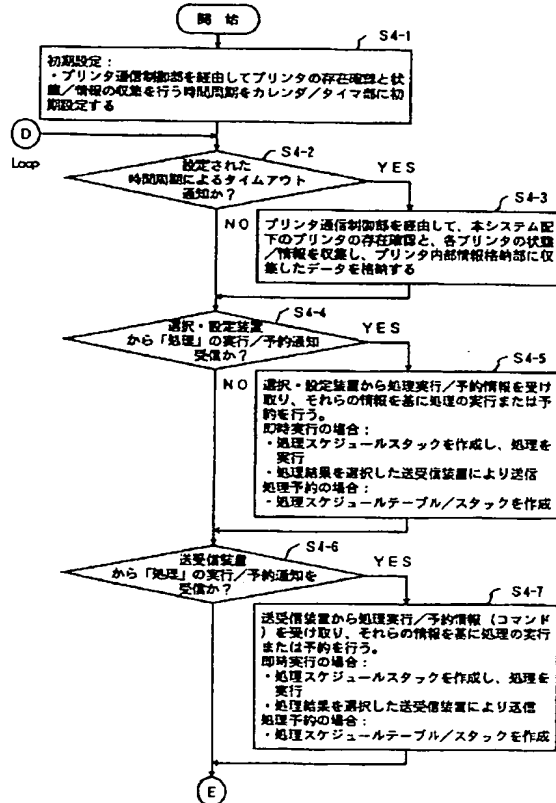 開始
S4-1
初期設定：
・プリンタ通信制御部を経由してプリンタの存在確認と状
態／情報の収集を行う時間周期をカレンダ／タイマ部に初
期設定する
D
Loop
S4-2
設定された
時間周期によるタイムアウト
通知か？
YES
NO
S4-3
プリンタ通信制御部を経由して、本システム配
下のプリンタの存在確認と、各プリンタの状態
／情報を収集し、プリンタ内部情報格納部に収
集したデータを格納する
S4-4
選択・設定装置
から「処理」の実行／予約通知
受信か？
YES
NO
S4-5
選択・設定装置から処理実行／予約情報を受け
取り、それらの情報を基に処理の実行または予
約を行う。
即時実行の場合：
・処理スケジュールスタックを作成し、処理を
実行
・処理結果を選択した送受信装置により送信
処理予約の場合：
・処理スケジュールテーブル／スタックを作成
S4-6
送受信装置
から「処理」の実行／予約通知を
受信か？
YES
S4-7
送受信装置から処理実行／予約情報（コマンド
）を受け取り、それらの情報を基に処理の実行
または予約を行う。
即時実行の場合：
・処理スケジュールスタックを作成し、処理を
実行
・処理結果を選択した送受信装置により送信
処理予約の場合：
・処理スケジュールテーブル／スタックを作成
E